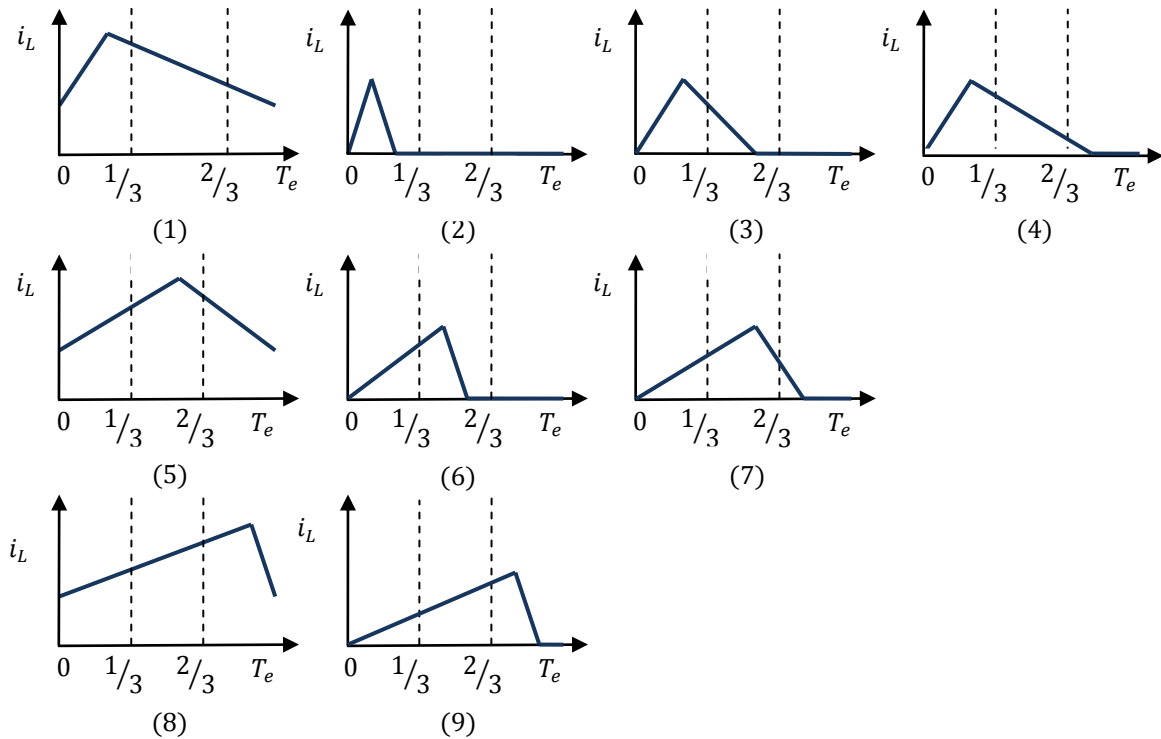 i_L i_L i_L i_L
0 1/3 2/3 T_e 0 1/3 2/3 T_e 0 1/3 2/3 T_e 0 1/3 2/3 T_e
(1) (2) (3) (4)
i_L i_L i_L
0 1/3 2/3 T_e 0 1/3 2/3 T_e 0 1/3 2/3 T_e
(5) (6) (7)
i_L i_L
0 1/3 2/3 T_e 0 1/3 2/3 T_e
(8) (9)